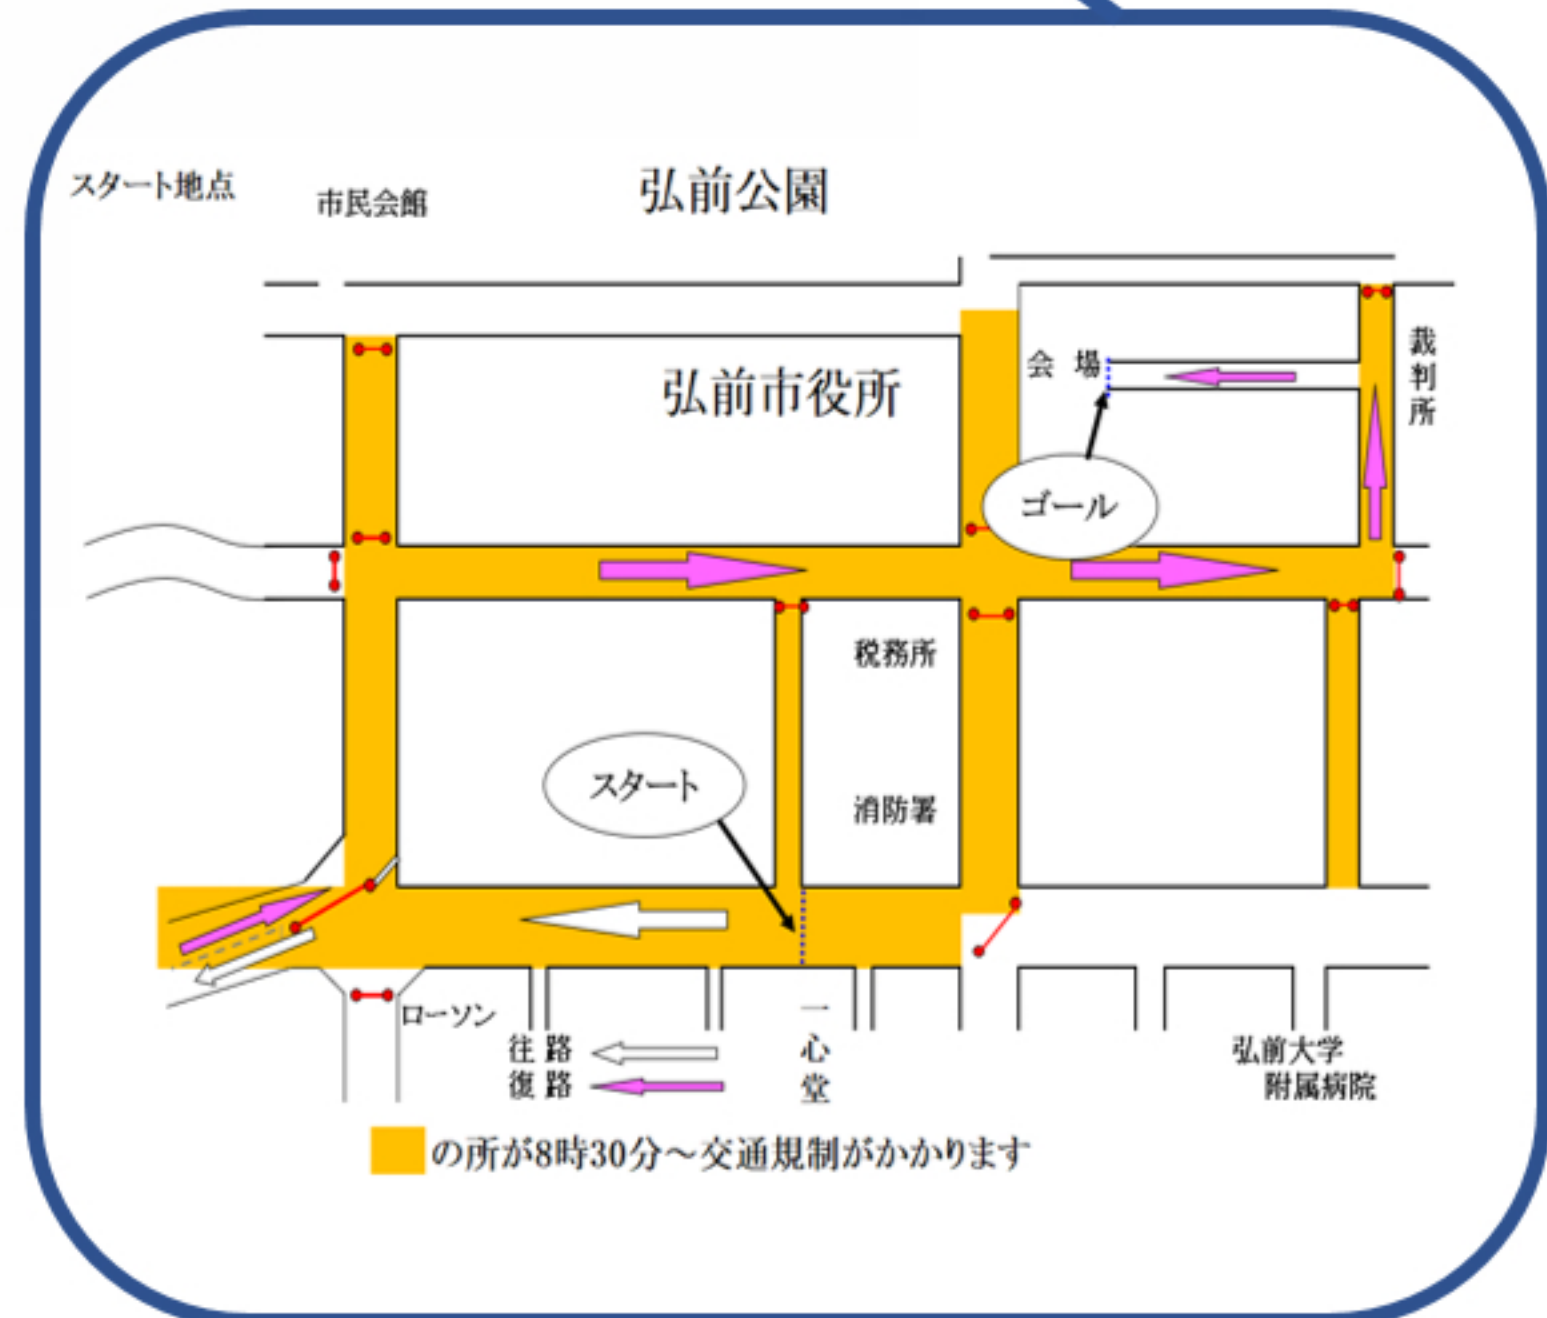 スタート地点
市民会館
弘前公園
裁判所
会 場
弘前市役所
ゴール
税務所
スタート
消防署
ローソン
往 路
復 路
一心堂
弘前大学
附属病院
の所が8時30分～交通規制がかかります